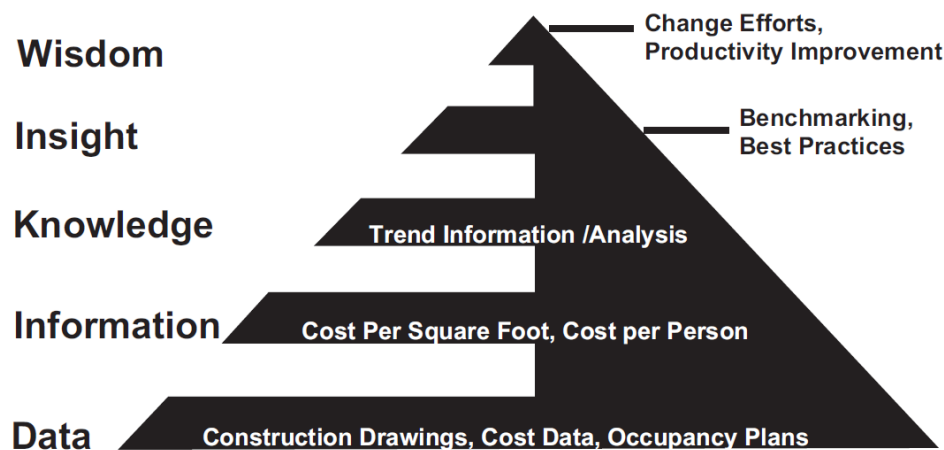 Wisdom
Change Efforts,
Productivity Improvement
Insight
Benchmarking,
Best Practices
Knowledge
Trend Information /Analysis
Information
Cost Per Square Foot, Cost per Person
Data
Construction Drawings, Cost Data, Occupancy Plans